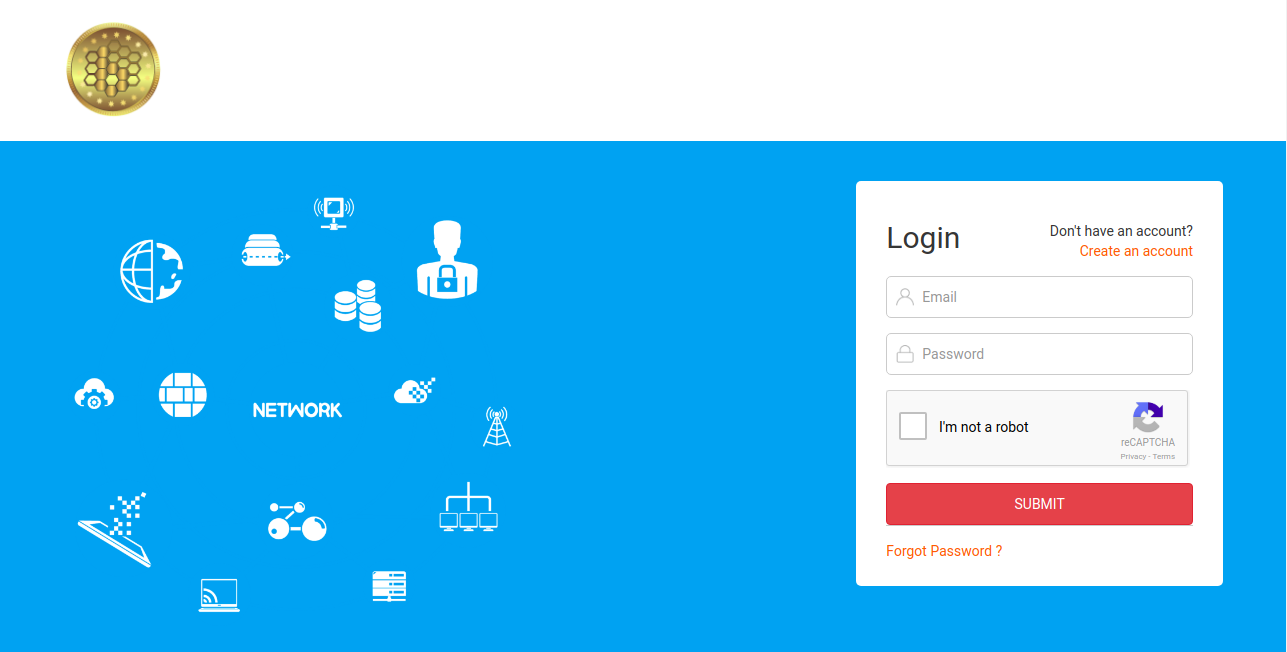 NETWORK
Login
Don't have an account?
Create an account
Email
Password
I'm not a robot
reCAPTCHA
Privacy - Terms
SUBMIT
Forgot Password ?